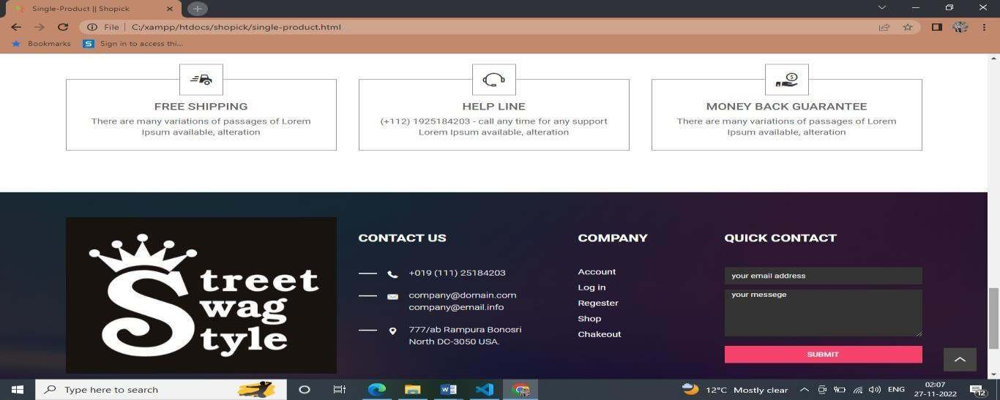 Single-Product || Shopick
File | C:/xampp/htdocs/shopick/single-product.html
Bookmarks
S Sign in to access thi...
FREE SHIPPING
There are many variations of passages of Lorem
Ipsum available, alteration
HELP LINE
(+112) 1925184203 - call any time for any support
Lorem Ipsum available, alteration
MONEY BACK GUARANTEE
There are many variations of passages of Lorem
Ipsum available, alteration
Street
Swag
Style
CONTACT US
+019 (111) 25184203
company@domain.com
company@email.info
777/ab Rampura Bonosri
North DC-3050 USA.
COMPANY
Account
Log in
Regester
Shop
Chakeout
QUICK CONTACT
your email address
your messege
SUBMIT
Type here to search
12°C Mostly clear
ENG
02:07
27-11-2022
12